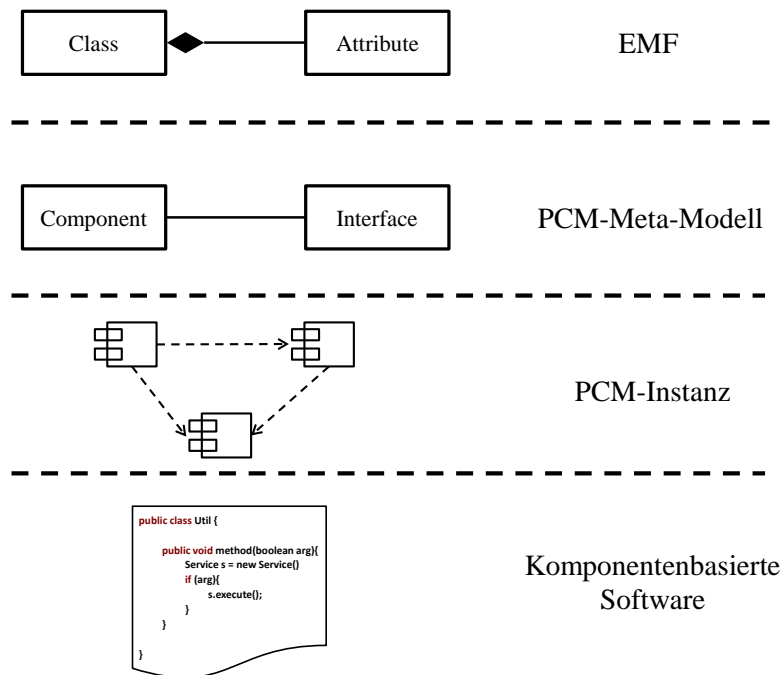 Class
Attribute
EMF
Component
Interface
PCM-Meta-Modell
PCM-Instanz
public class Util {
public void method(boolean arg){
Service s = new Service()
if (arg){
s.execute();
}
}
}
Komponentenbasierte
Software